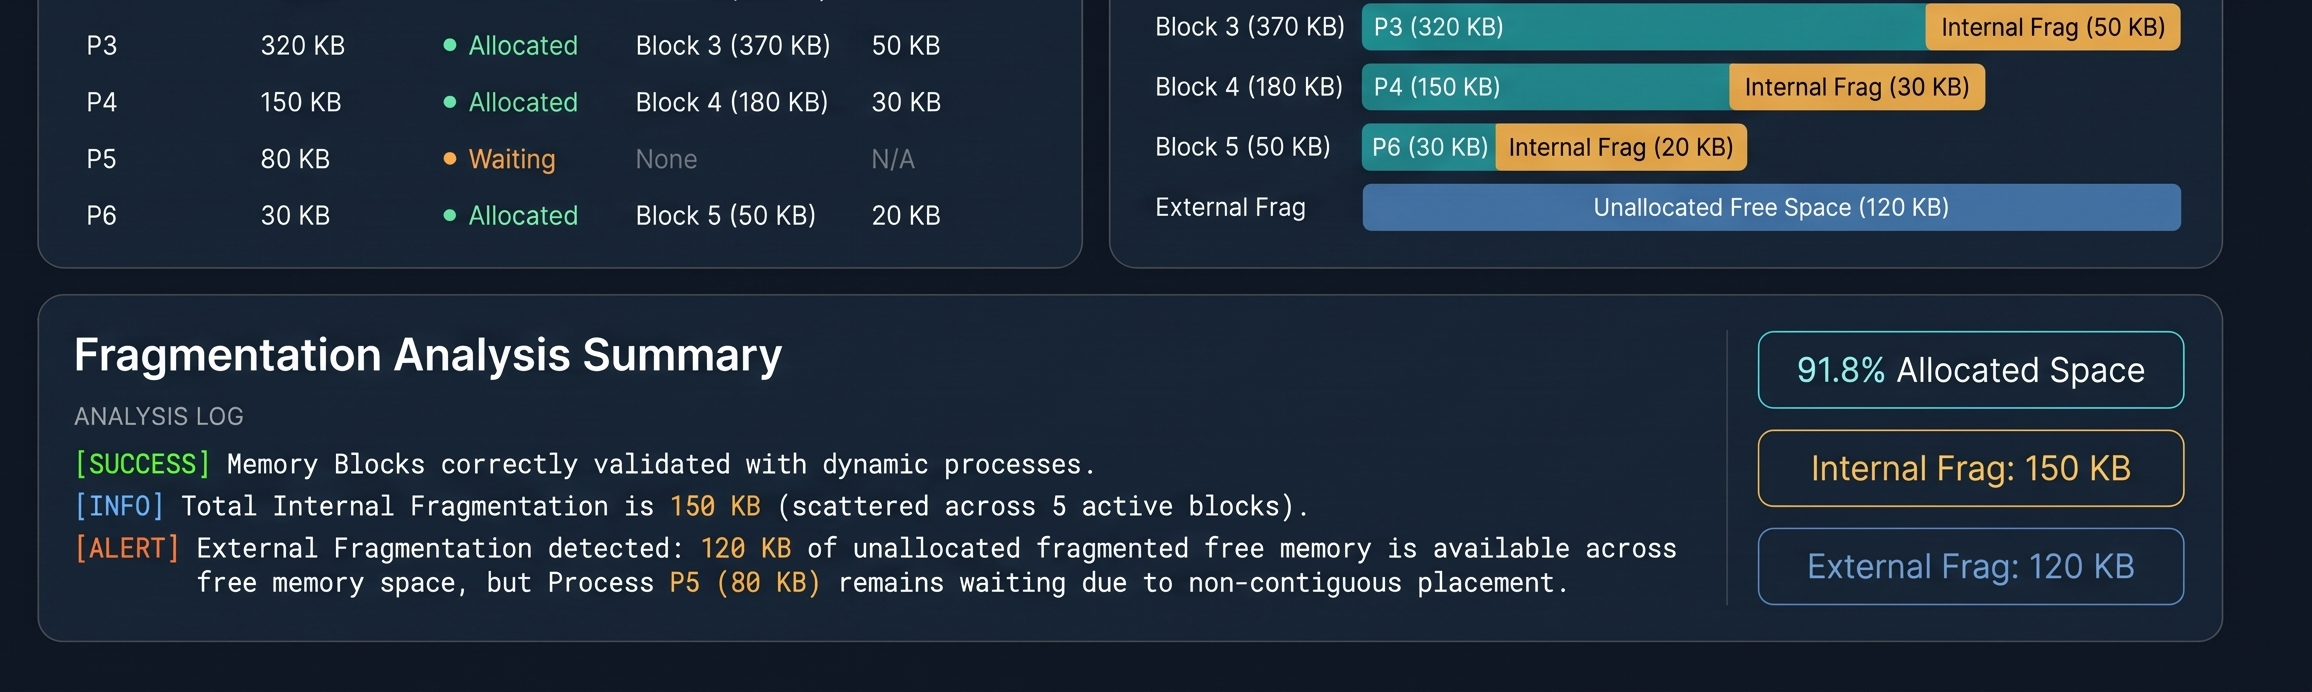 P3 320 KB Allocated Block 3 (370 KB) 50 KB
P4 150 KB Allocated Block 4 (180 KB) 30 KB
P5 80 KB Waiting None N/A
P6 30 KB Allocated Block 5 (50 KB) 20 KB
Block 3 (370 KB) P3 (320 KB) Internal Frag (50 KB)
Block 4 (180 KB) P4 (150 KB) Internal Frag (30 KB)
Block 5 (50 KB) P6 (30 KB) Internal Frag (20 KB)
External Frag Unallocated Free Space (120 KB)
Fragmentation Analysis Summary
ANALYSIS LOG
[SUCCESS] Memory Blocks correctly validated with dynamic processes.
[INFO] Total Internal Fragmentation is 150 KB (scattered across 5 active blocks).
[ALERT] External Fragmentation detected: 120 KB of unallocated fragmented free memory is available across
free memory space, but Process P5 (80 KB) remains waiting due to non-contiguous placement.
91.8% Allocated Space
Internal Frag: 150 KB
External Frag: 120 KB